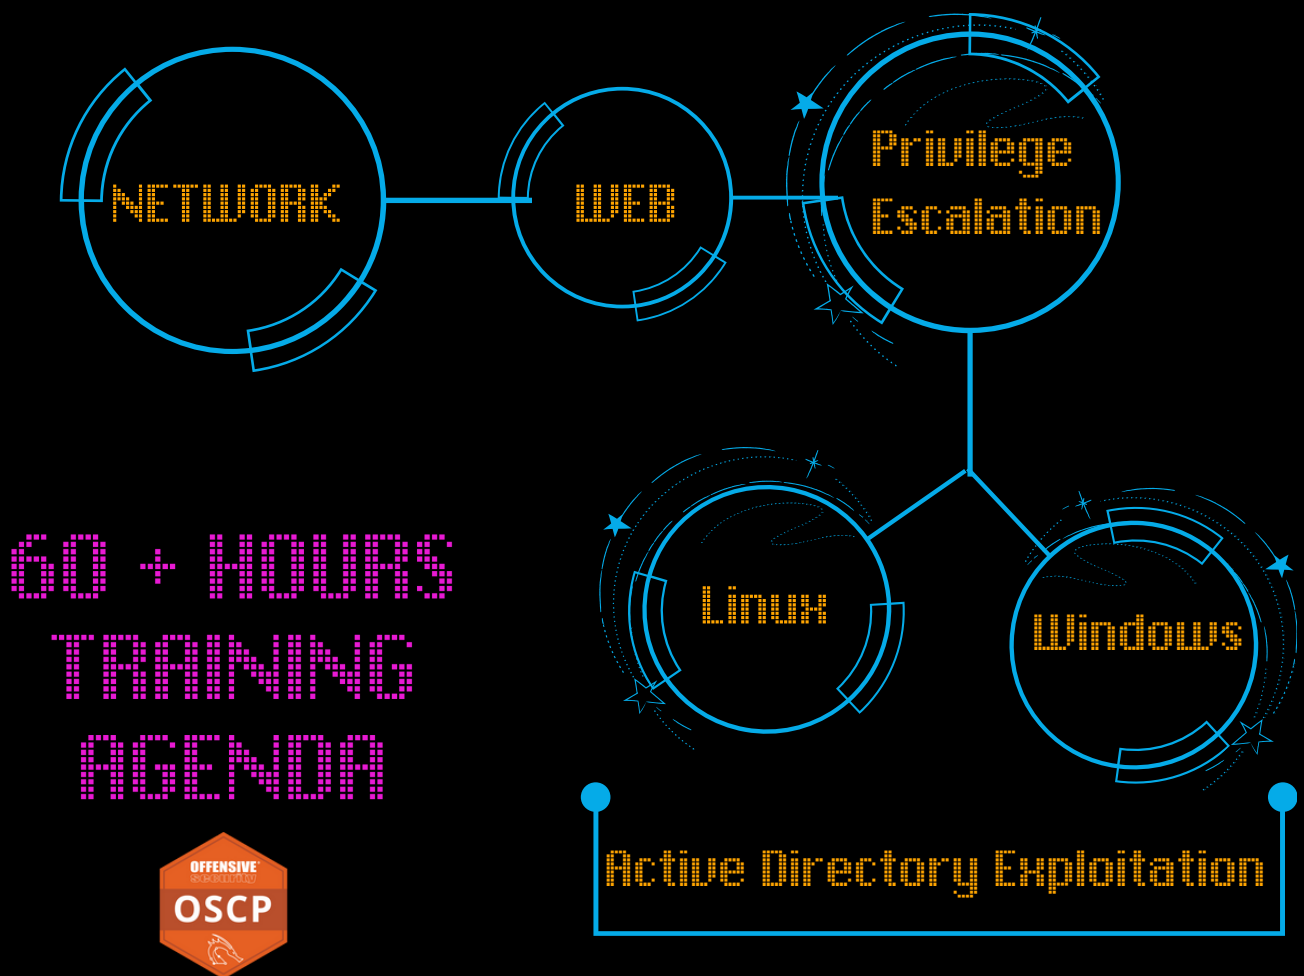 NETWORK
WEB
Privilege
Escalation
Linux
Windows
60 + HOURS
TRAINING
AGENDA
Active Directory Exploitation
OFFENSIVE
security
OSCP